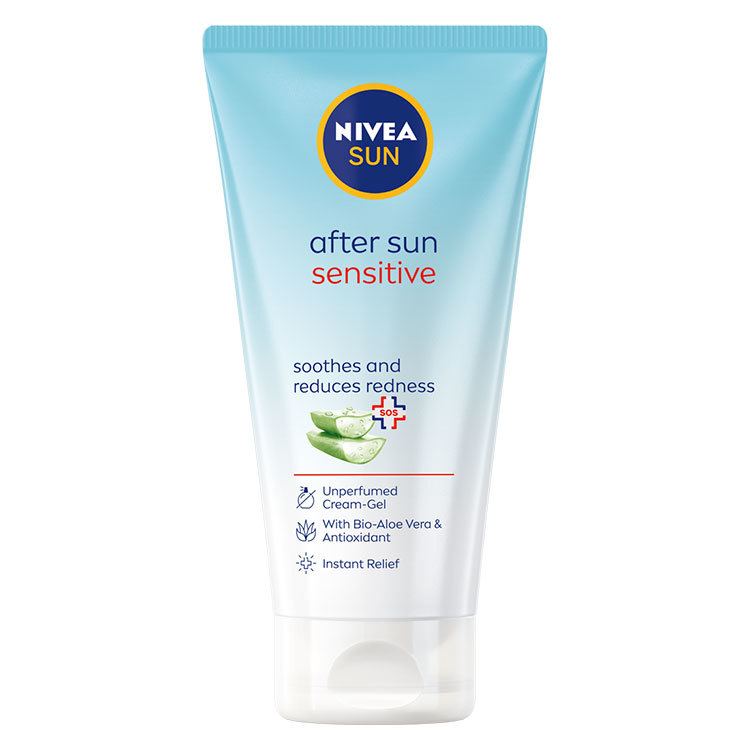 NIVEA
SUN
after sun
sensitive
soothes and
reduces redness
SOS
Unperfumed
Cream-Gel
With Bio-Aloe Vera &
Antioxidant
Instant Relief